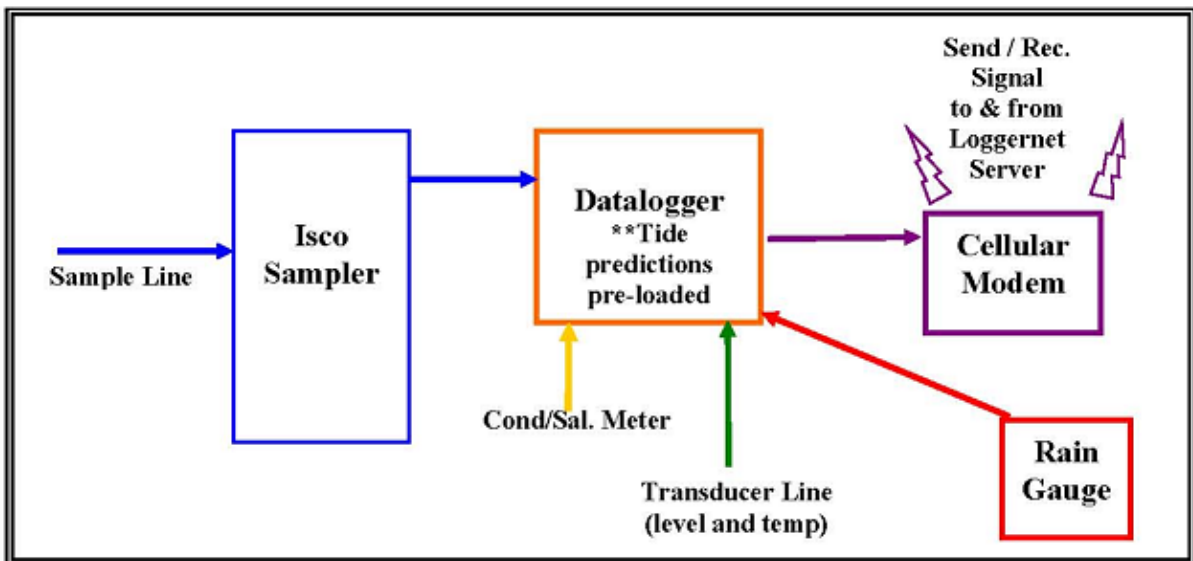 Send / Rec.
Signal
to & from
Loggernet
Server
Sample Line
Isco
Sampler
Datalogger
**Tide
predictions
pre-loaded
Cellular
Modem
Cond/Sal. Meter
Transducer Line
(level and temp)
Rain
Gauge